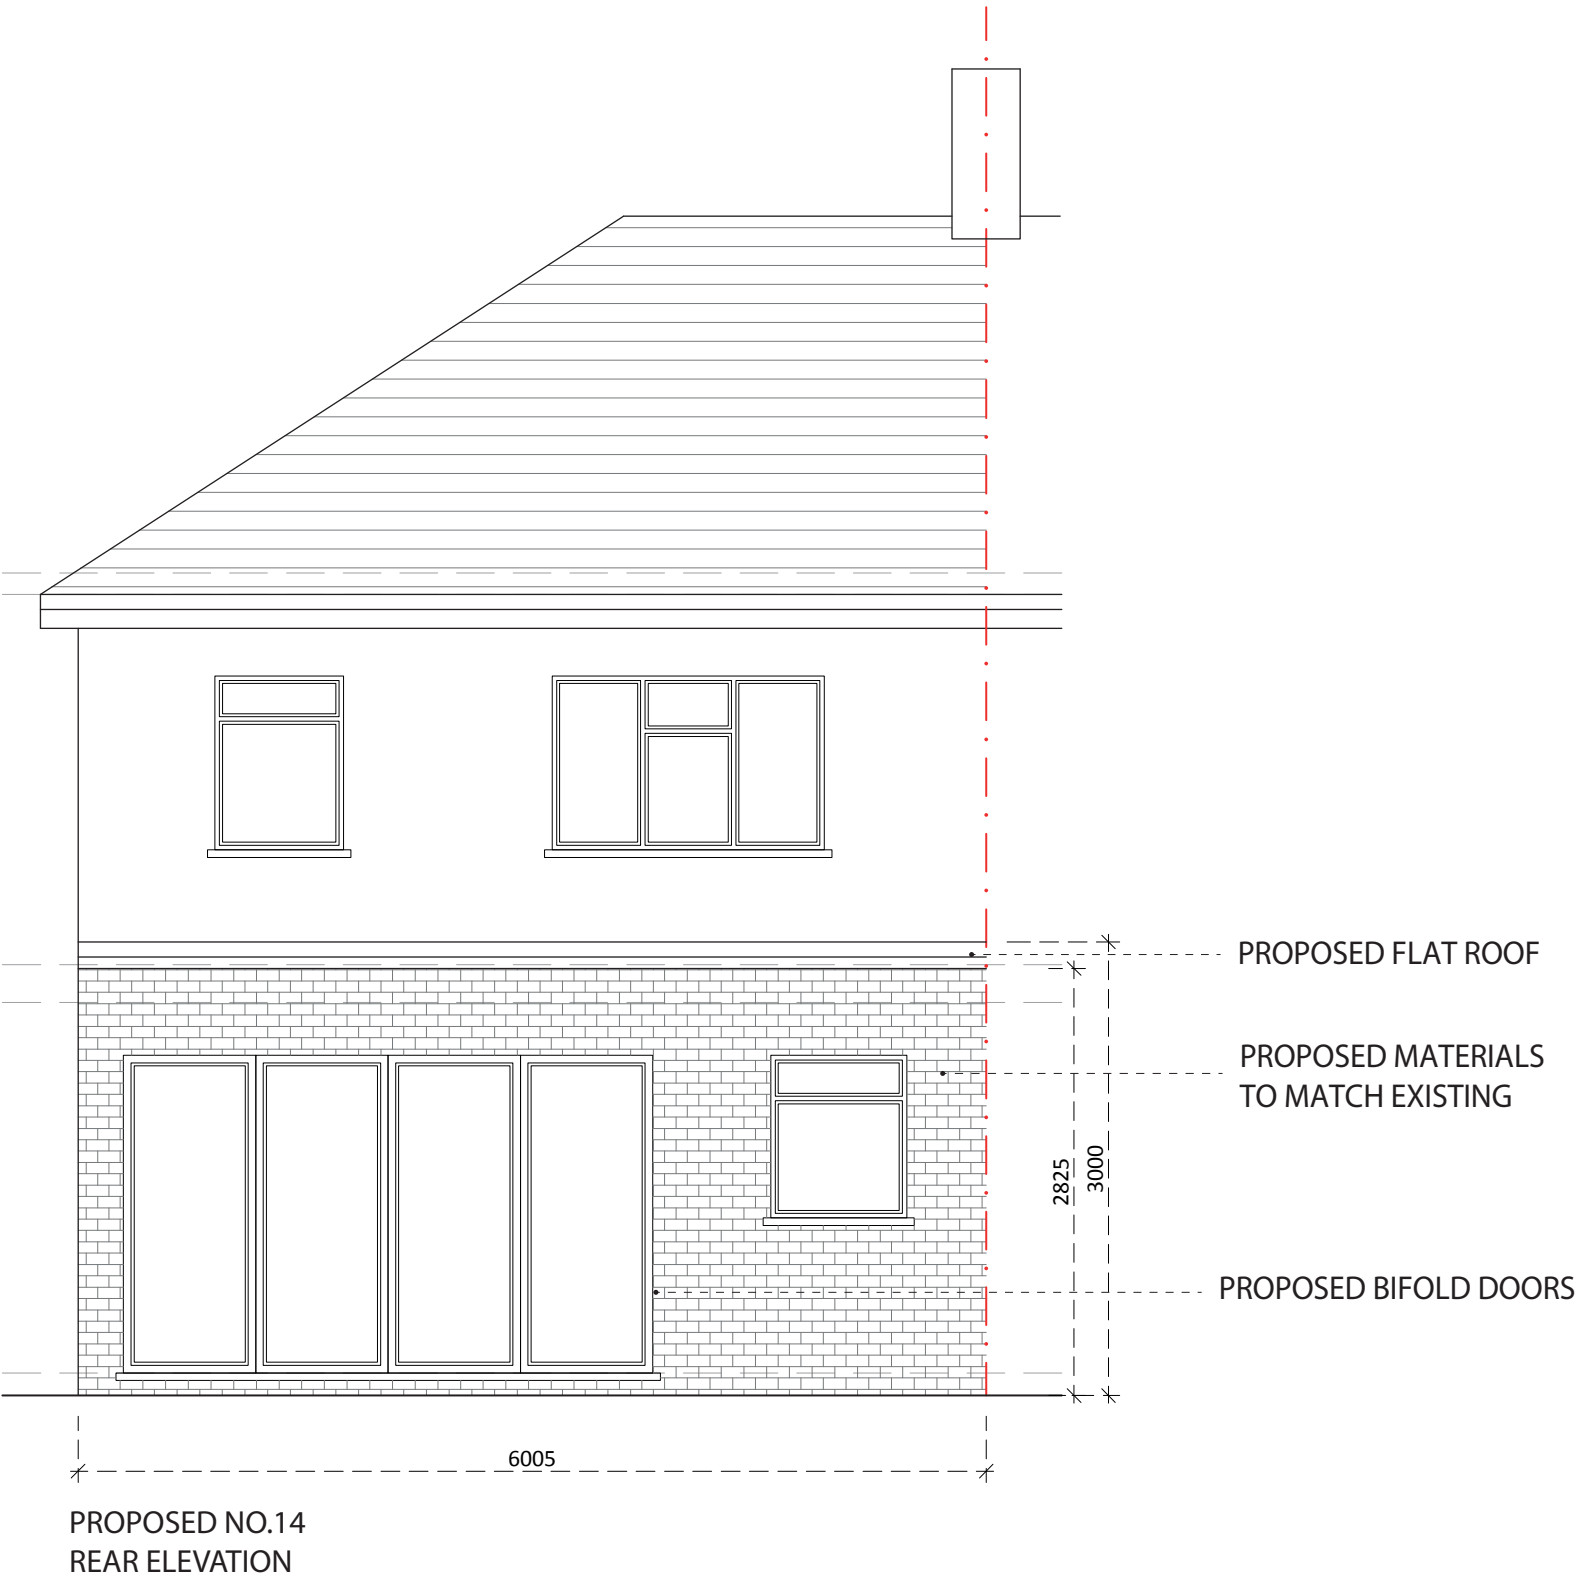 PROPOSED FLAT ROOF
PROPOSED MATERIALS
TO MATCH EXISTING
2825
3000
PROPOSED BIFOLD DOORS
6005
PROPOSED NO.14
REAR ELEVATION